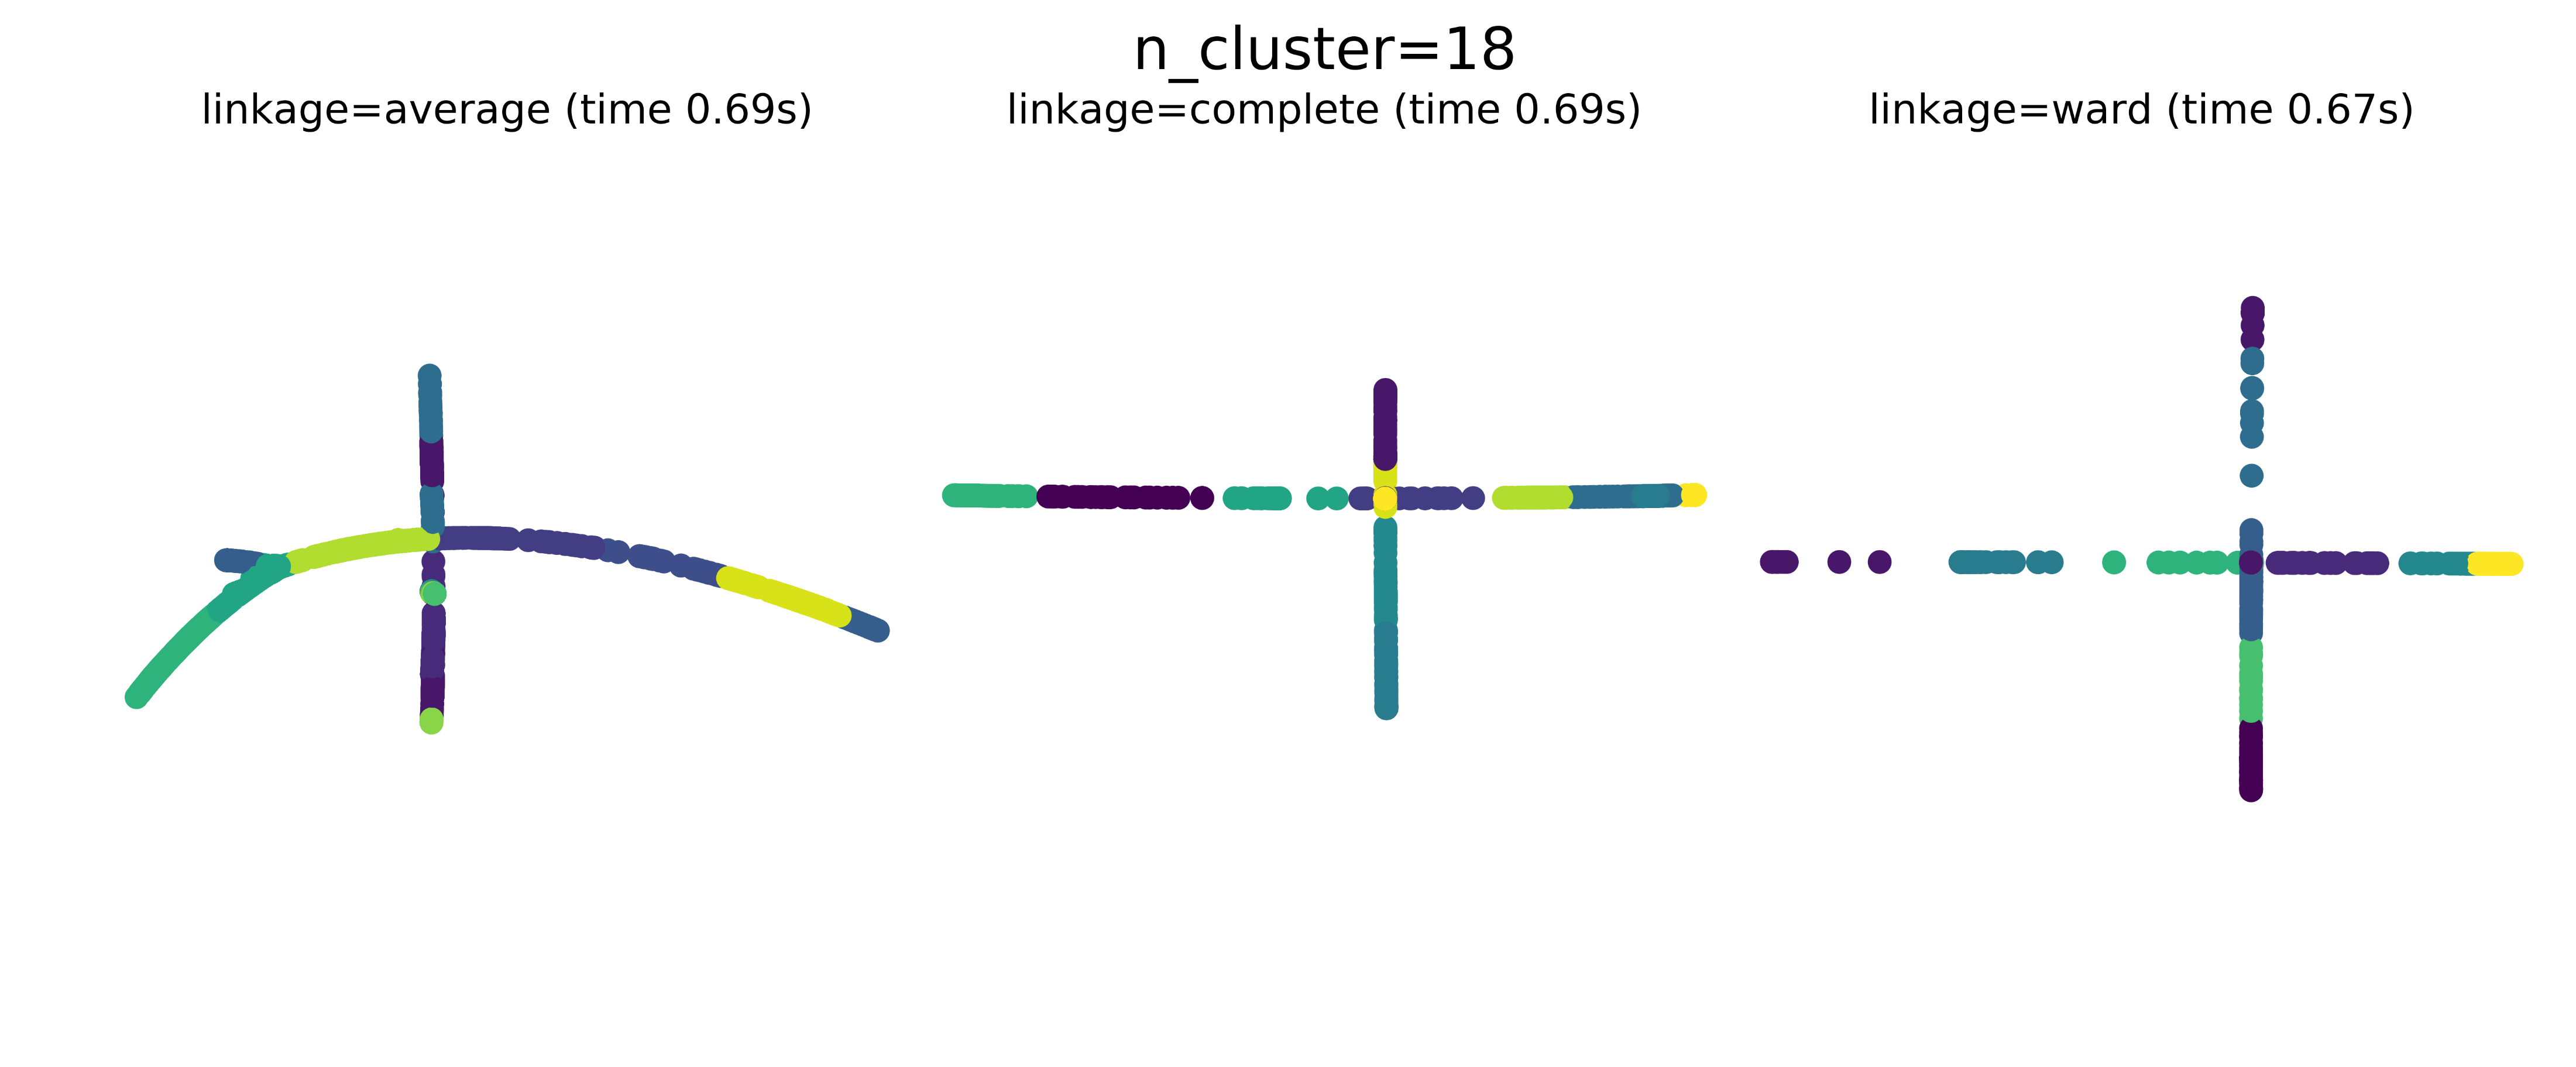 n_cluster=18
linkage=average (time 0.69s)
linkage=complete (time 0.69s)
linkage=ward (time 0.67s)